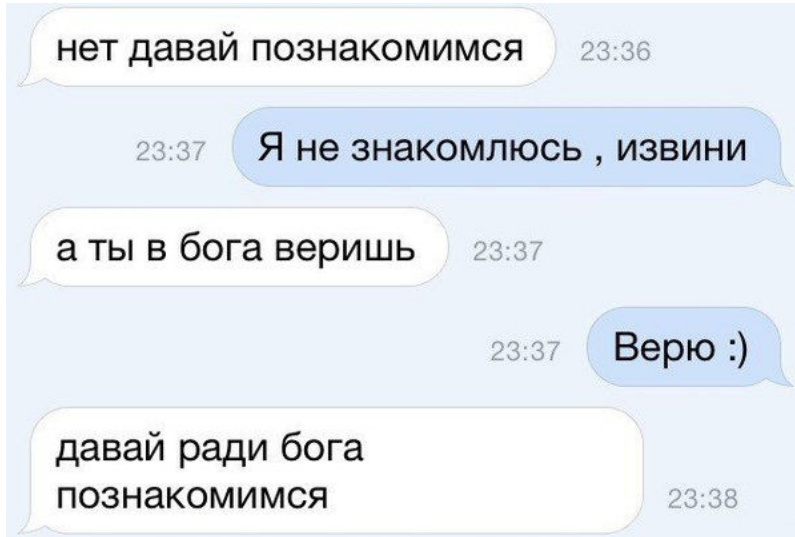 нет давай познакомимся 23:36
23:37 Я не знакомлюсь , извини
а ты в бога веришь 23:37
23:37 Верю :)
давай ради бога
познакомимся 23:38